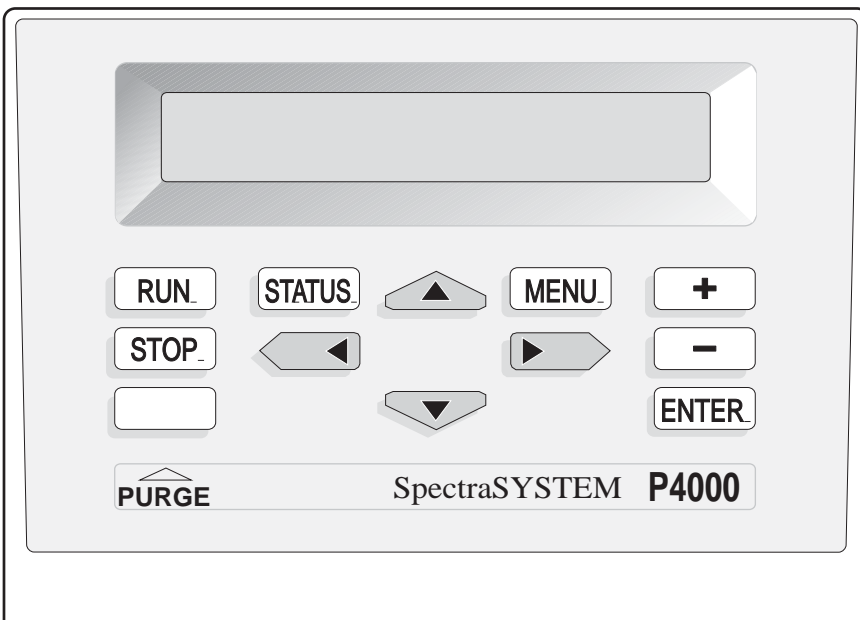 RUN STATUS MENU +
STOP −
ENTER
PURGE SpectraSYSTEM P4000